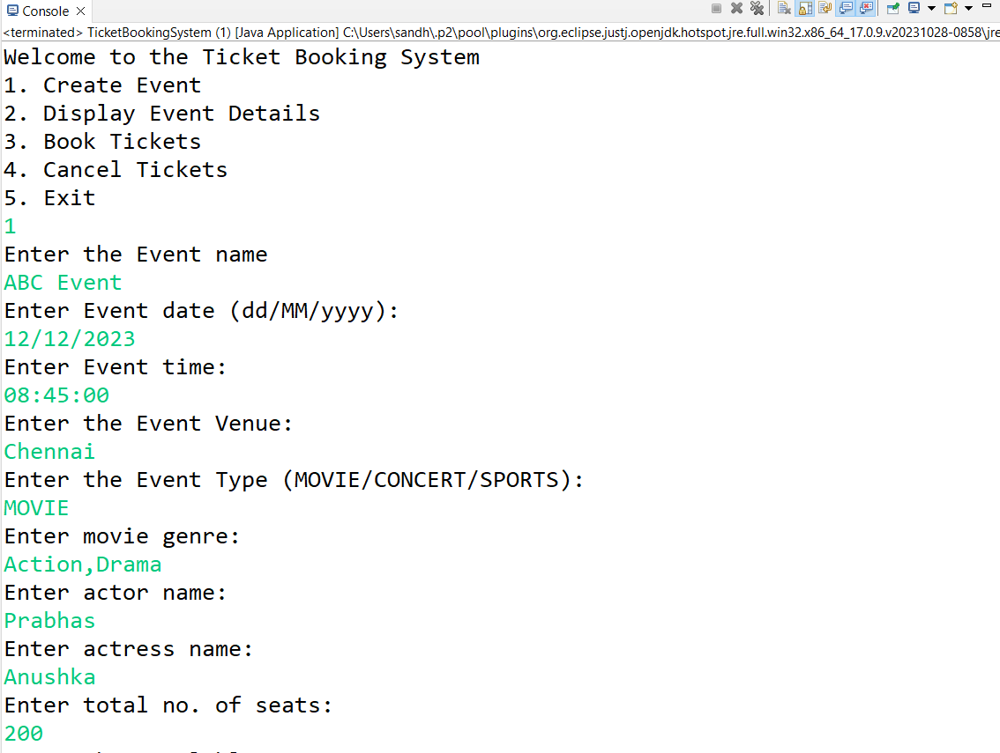 Console
<terminated> TicketBookingSystem (1) [Java Application] C:\Users\sandh\.p2\pool\plugins\org.eclipse.justj.openjdk.hotspot.jre.full.win32.x86_64_17.0.9.v20231028-0858\jre
Welcome to the Ticket Booking System
1. Create Event
2. Display Event Details
3. Book Tickets
4. Cancel Tickets
5. Exit
1
Enter the Event name
ABC Event
Enter Event date (dd/MM/yyyy):
12/12/2023
Enter Event time:
08:45:00
Enter the Event Venue:
Chennai
Enter the Event Type (MOVIE/CONCERT/SPORTS):
MOVIE
Enter movie genre:
Action,Drama
Enter actor name:
Prabhas
Enter actress name:
Anushka
Enter total no. of seats:
200